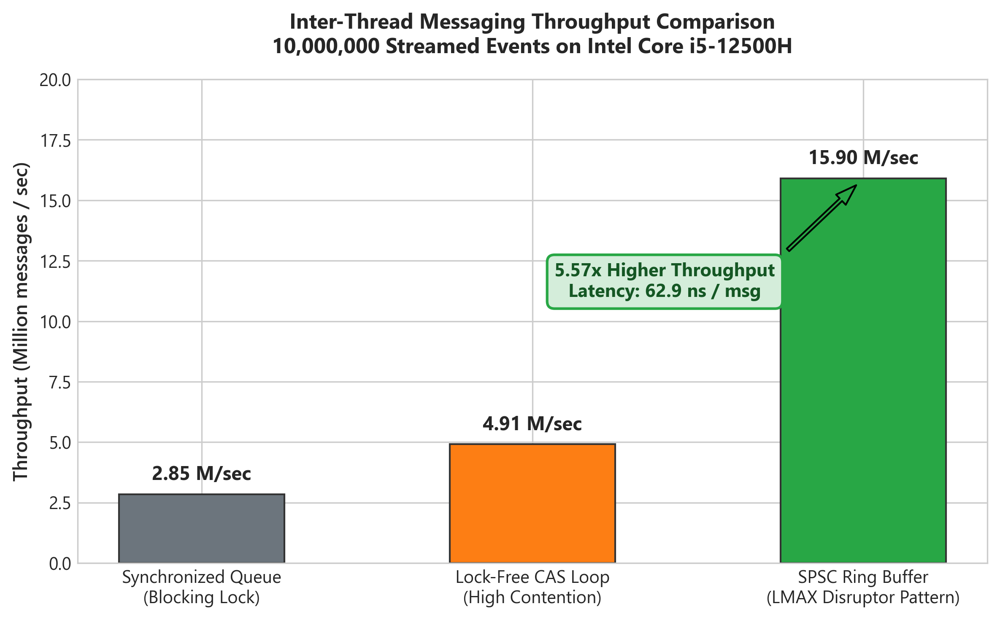 Inter-Thread Messaging Throughput Comparison
10,000,000 Streamed Events on Intel Core i5-12500H
Throughput (Million messages / sec)
20.0
17.5
15.0
12.5
10.0
7.5
5.0
2.5
0.0
2.85 M/sec
4.91 M/sec
15.90 M/sec
5.57x Higher Throughput
Latency: 62.9 ns / msg
Synchronized Queue
(Blocking Lock)
Lock-Free CAS Loop
(High Contention)
SPSC Ring Buffer
(LMAX Disruptor Pattern)